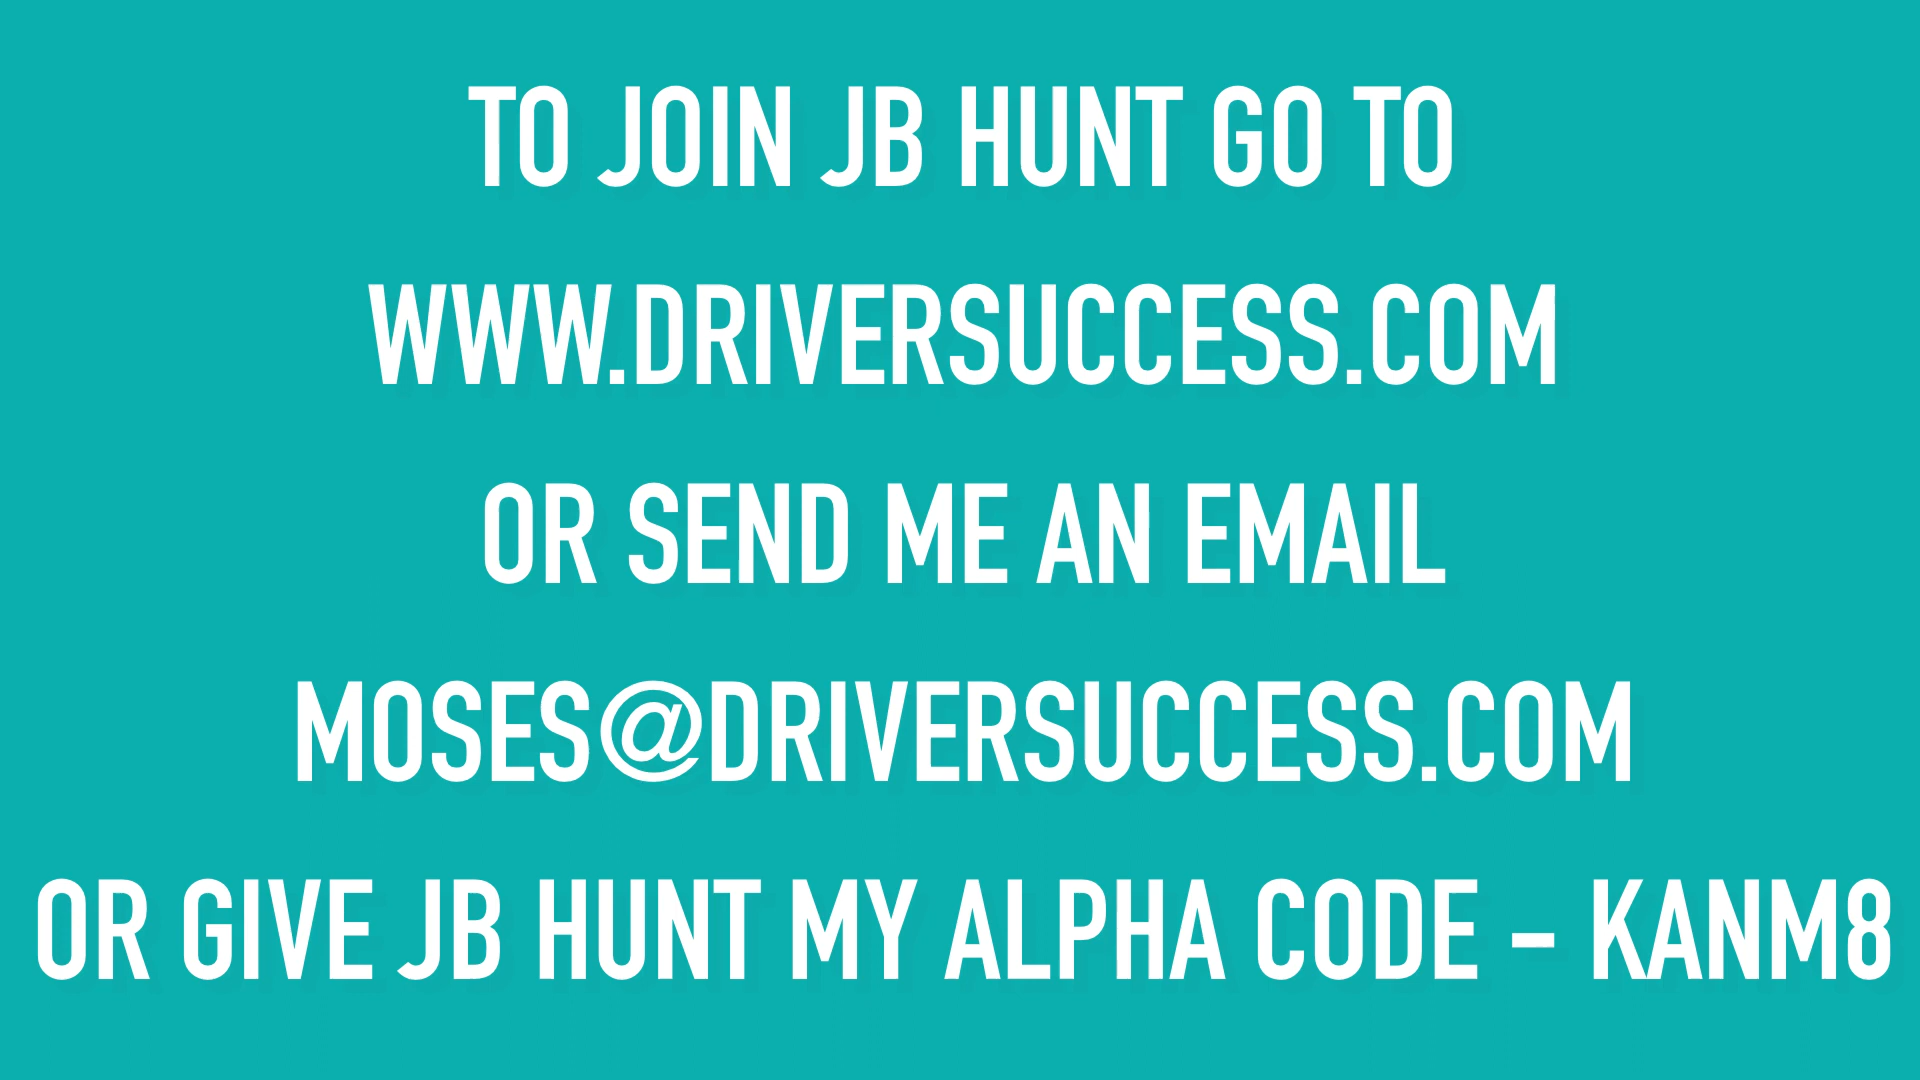 TO JOIN JB HUNT GO TO
WWW.DRIVERSUCCESS.COM
OR SEND ME AN EMAIL
MOSES@DRIVERSUCCESS.COM
OR GIVE JB HUNT MY ALPHA CODE - KANM8